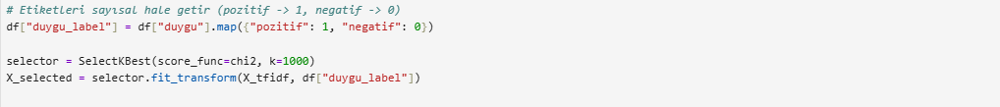 # Etiketleri sayısal hale getir (pozitif -> 1, negatif -> 0)
df["duygu_label"] = df["duygu"].map({"pozitif": 1, "negatif": 0})
selector = SelectKBest(score_func=chi2, k=1000)
X_selected = selector.fit_transform(X_tfidf, df["duygu_label"])